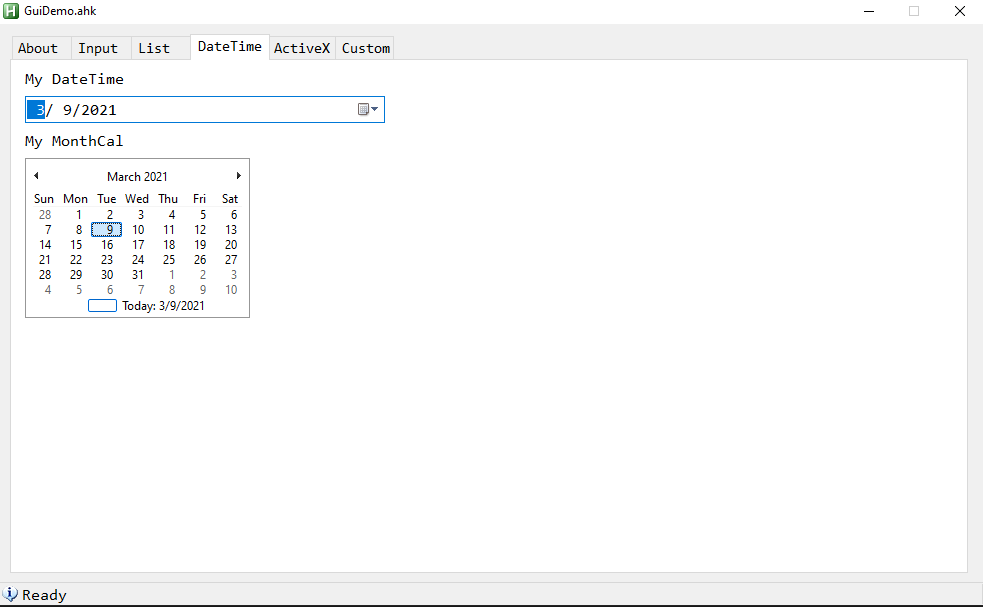 GuiDemo.ahk
About Input List DateTime ActiveX Custom
My DateTime
3/ 9/2021
My MonthCal
March 2021
Sun Mon Tue Wed Thu Fri Sat
28 1 2 3 4 5 6
7 8 9 10 11 12 13
14 15 16 17 18 19 20
21 22 23 24 25 26 27
28 29 30 31 1 2 3
4 5 6 7 8 9 10
Today: 3/9/2021
Ready